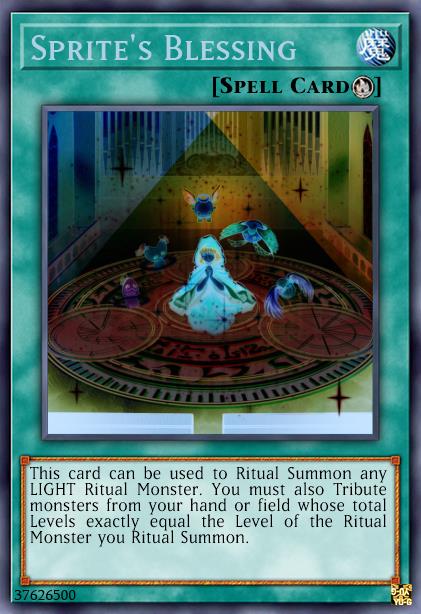 Sprite's Blessing
魔
[Spell Card]
This card can be used to Ritual Summon any
LIGHT Ritual Monster. You must also Tribute
monsters from your hand or field whose total
Levels exactly equal the Level of the Ritual
Monster you Ritual Summon.
37626500